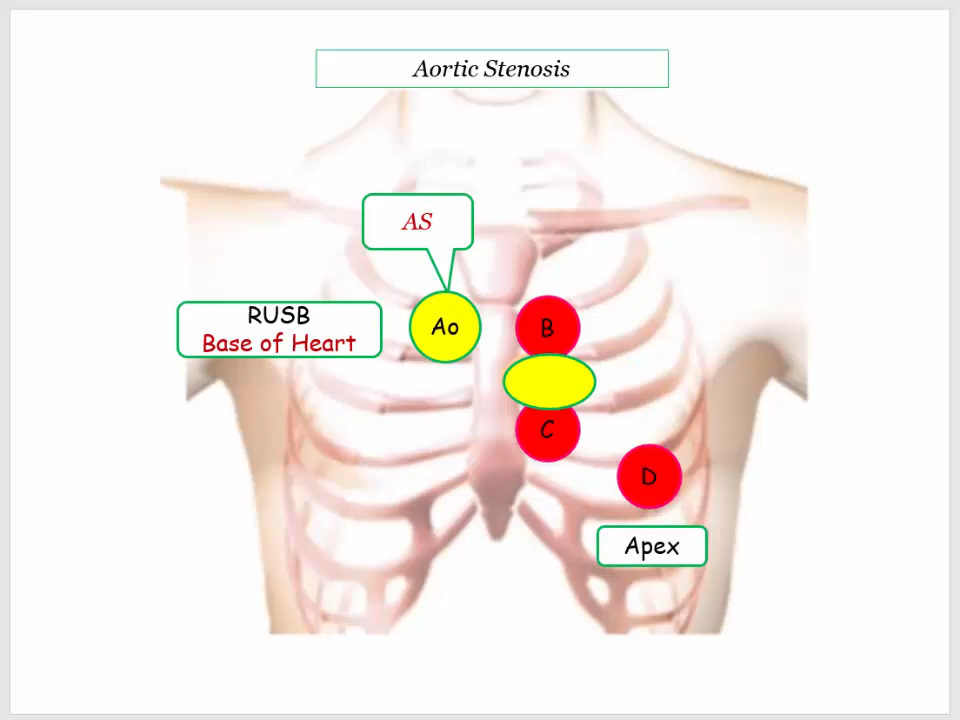 Aortic Stenosis
AS
RUSB
Base of Heart
Ao
B
C
D
Apex